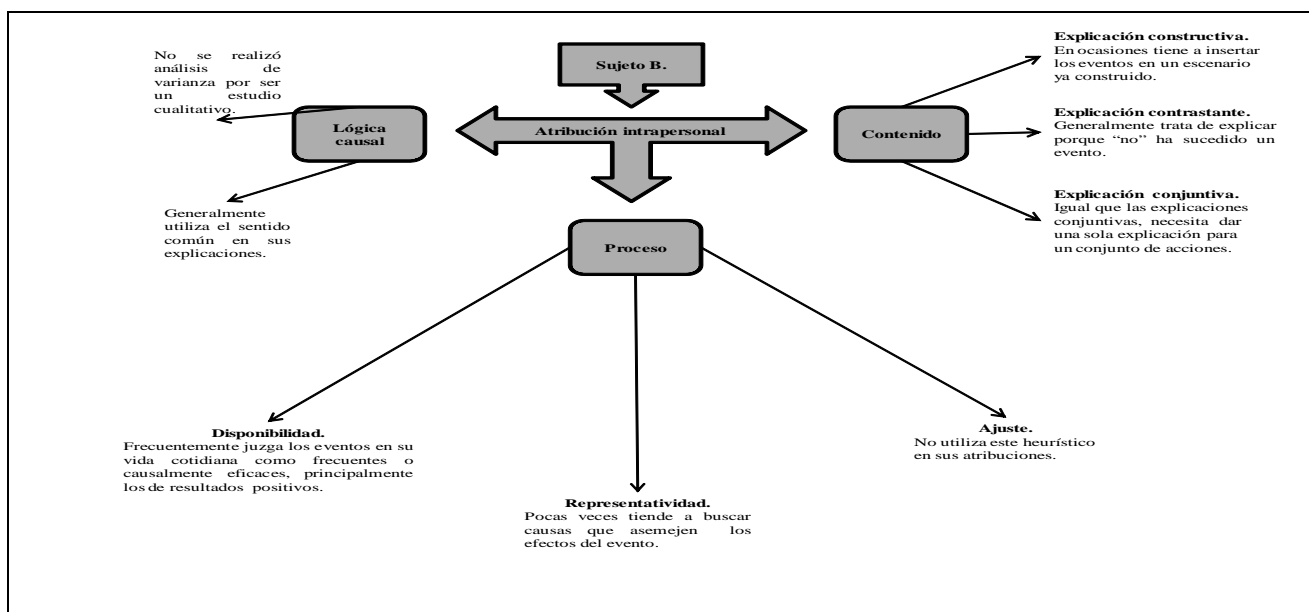 Sujeto B.
Atribución intrapersonal
Lógica
causal
No se realizó
análisis de
varianza por ser
un estudio
cualitativo.
Generalmente
utiliza el sentido
común en sus
explicaciones.
Contenido
Explicación constructiva.
En ocasiones tiene a insertar
los eventos en un escenario
ya construido.
Explicación contrastante.
Generalmente trata de explicar
porque “no” ha sucedido un
evento.
Explicación conjuntiva.
Igual que las explicaciones
conjuntivas, necesita dar
una sola explicación para
un conjunto de acciones.
Proceso
Disponibilidad.
Frecuentemente juzga los eventos en su
vida cotidiana como frecuentes o
causalmente eficaces, principalmente
los de resultados positivos.
Representatividad.
Pocas veces tiende a buscar
causas que asemejen los
efectos del evento.
Ajuste.
No utiliza este heurístico
en sus atribuciones.